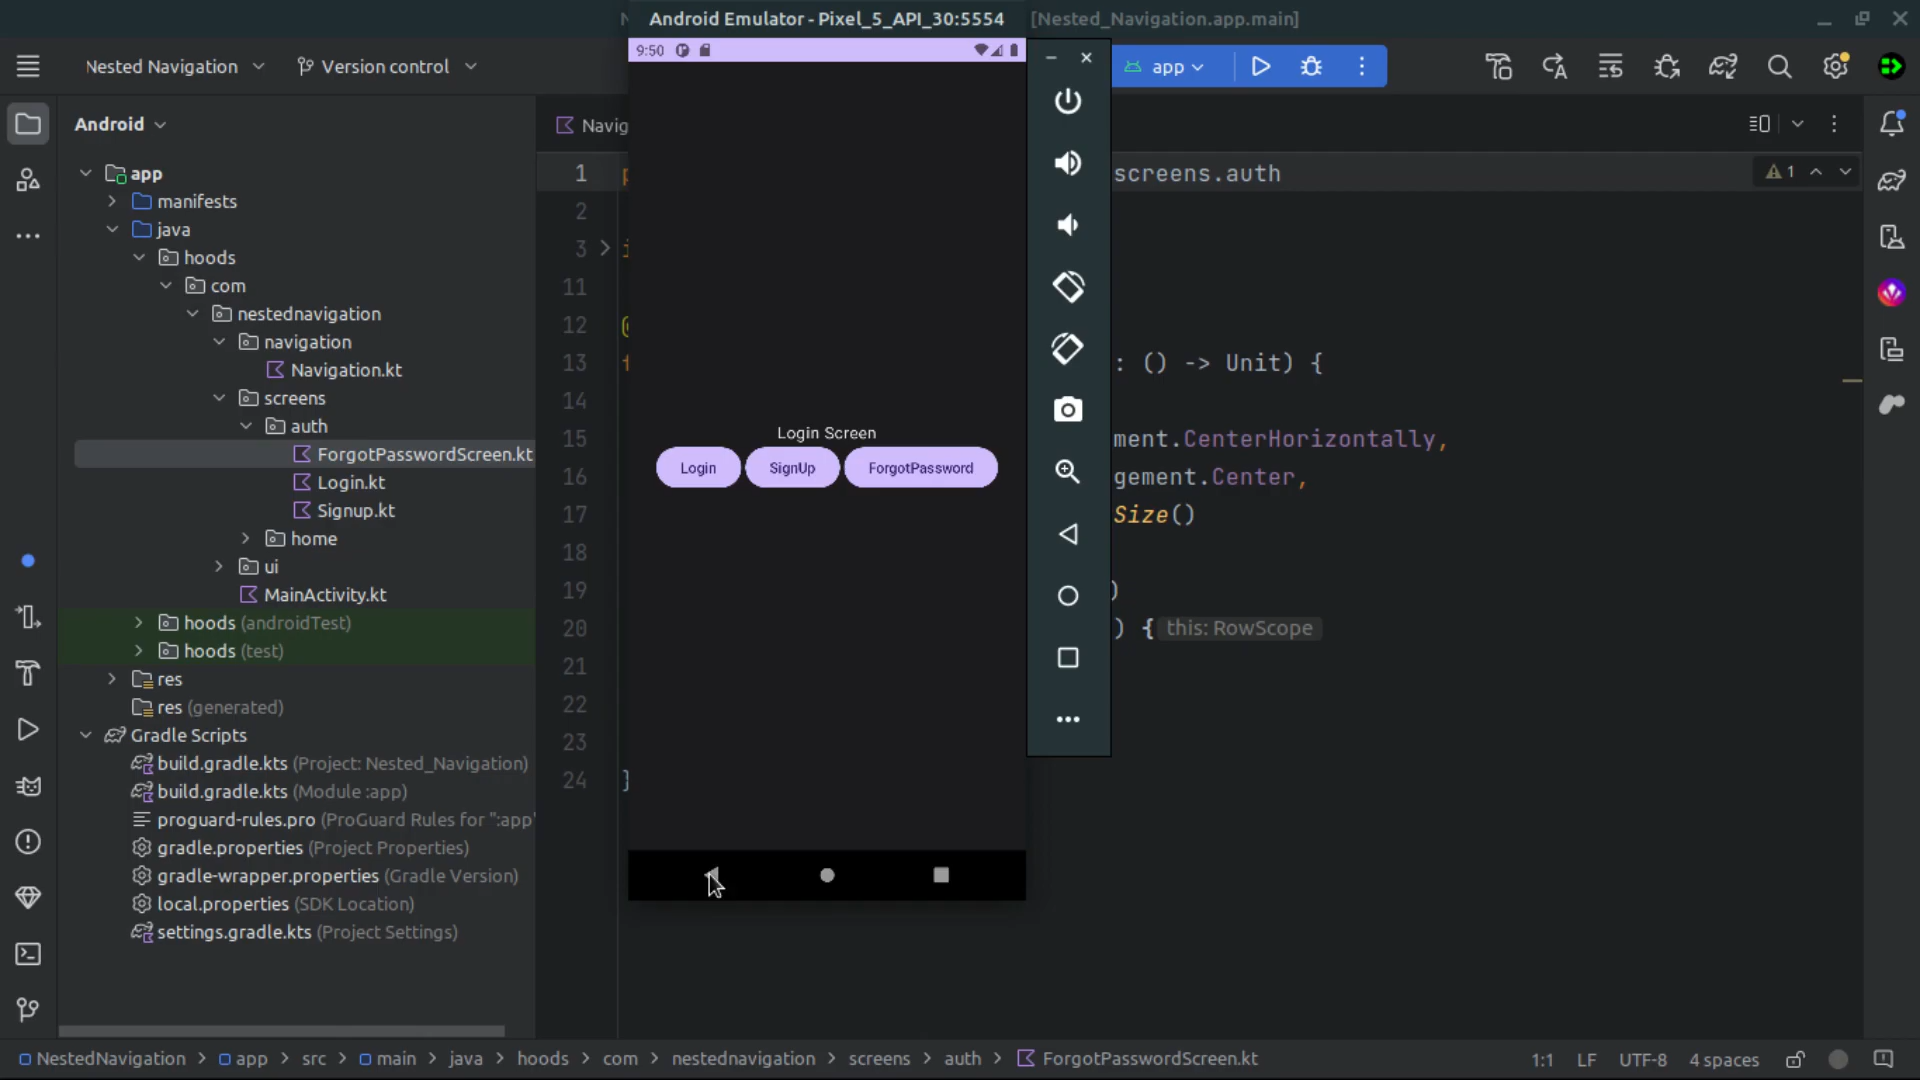 Android Emulator - Pixel_5_API_30:5554
[Nested_Navigation.app.main]
Nested Navigation
Version control
9:50
app
Android
Navig
app
manifests
java
hoods
com
nestednavigation
navigation
Navigation.kt
screens
auth
ForgotPasswordScreen.kt
Login.kt
Signup.kt
home
ui
MainActivity.kt
hoods (androidTest)
hoods (test)
res
res (generated)
Gradle Scripts
build.gradle.kts (Project: Nested_Navigation)
build.gradle.kts (Module :app)
proguard-rules.pro (ProGuard Rules for ":app"
gradle.properties (Project Properties)
gradle-wrapper.properties (Gradle Version)
local.properties (SDK Location)
settings.gradle.kts (Project Settings)
1 screens.auth
1
2
3
11
12
13 : () -> Unit) {
14
15 ment.CenterHorizontally,
16 gement.Center,
17 Size()
18
19 )
20 ) { this: RowScope
21
22
23
24 }
Login Screen
Login SignUp ForgotPassword
NestedNavigation > app > src > main > java > hoods > com > nestednavigation > screens > auth > ForgotPasswordScreen.kt
1:1 LF UTF-8 4 spaces